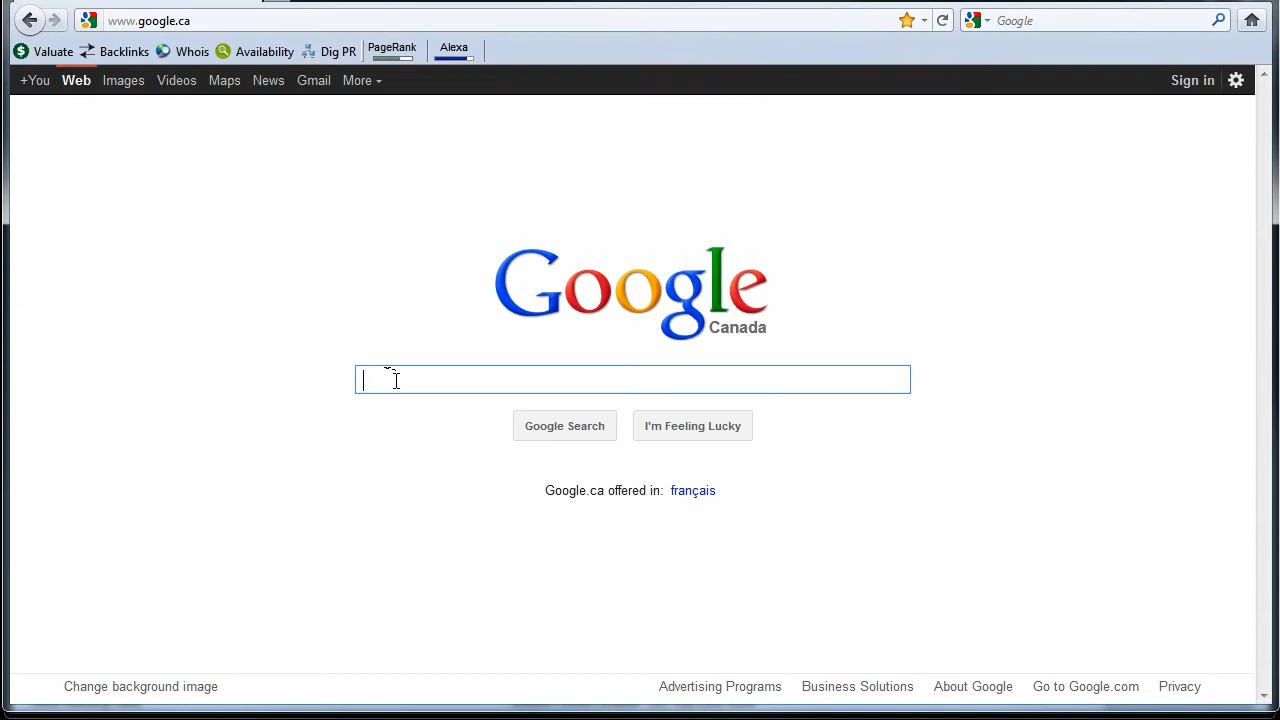 www.google.ca Google
Valuate Backlinks Whois Availability Dig PR PageRank Alexa
+You Web Images Videos Maps News Gmail More Sign in
Google
Canada
Google Search I'm Feeling Lucky
Google.ca offered in: français
Change background image Advertising Programs Business Solutions About Google Go to Google.com Privacy